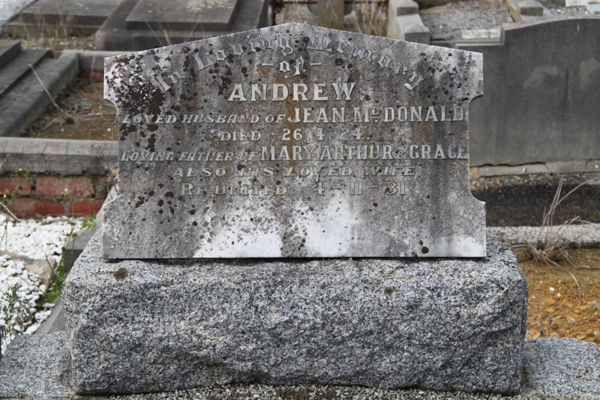 In Loving Memory
-of-
ANDREW.
LOVED HUSBAND OF JEAN McDONALD
DIED - 26-4-24.
LOVING FATHER OF MARY, ARTHUR & GRACE
ALSO HIS LOVED WIFE
REUNITED 4-11-31